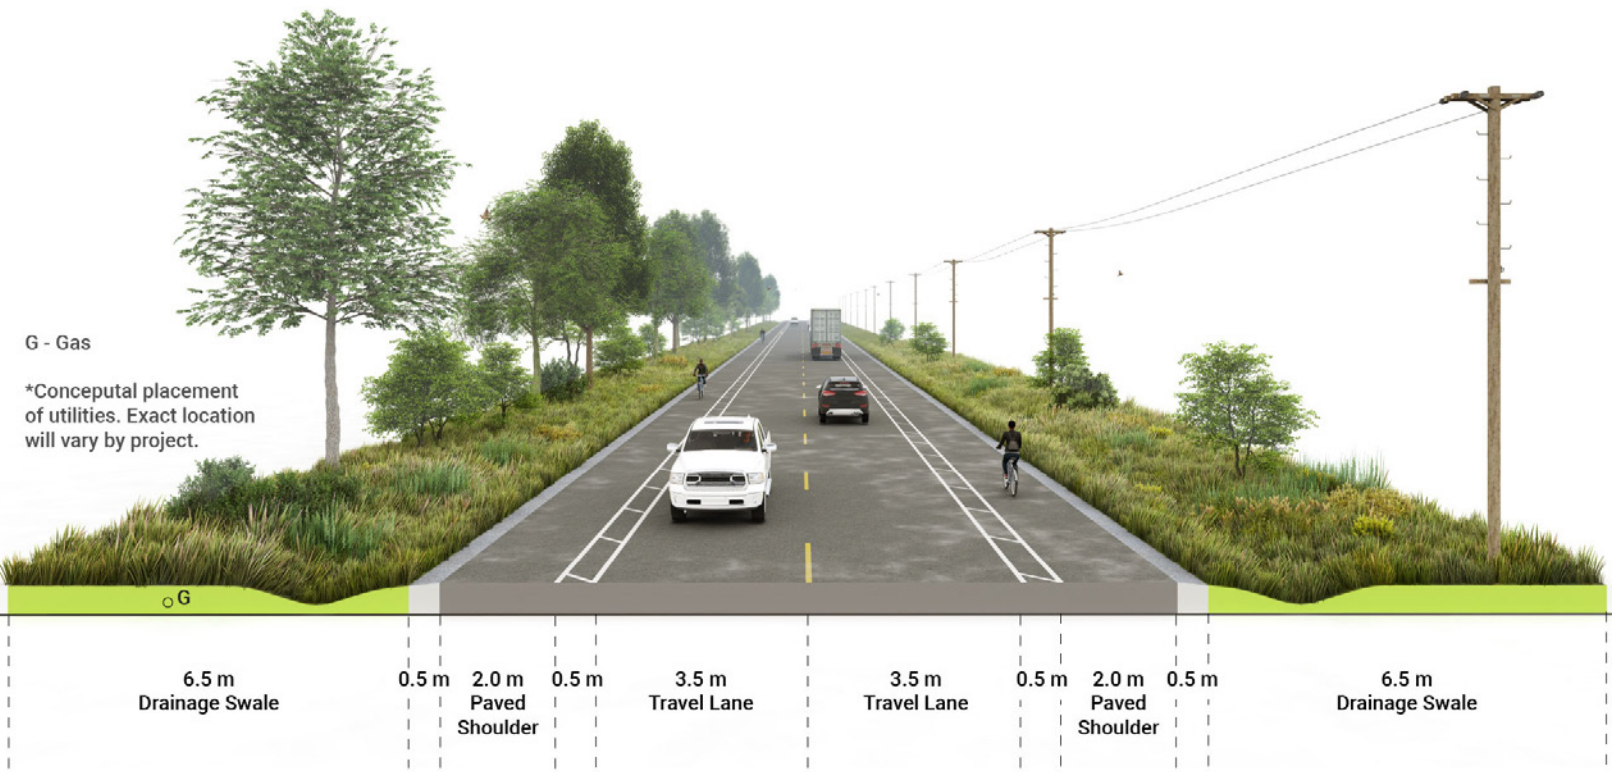 G - Gas
*Conceputal placement
of utilities. Exact location
will vary by project.
G
6.5 m
Drainage Swale
0.5 m
2.0 m
Paved
Shoulder
0.5 m
3.5 m
Travel Lane
3.5 m
Travel Lane
0.5 m
2.0 m
Paved
Shoulder
0.5 m
6.5 m
Drainage Swale